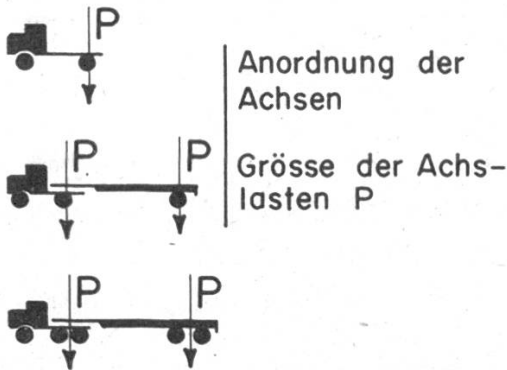 P
Anordnung der
Achsen
P P
Grösse der Achs-
lasten P
P P